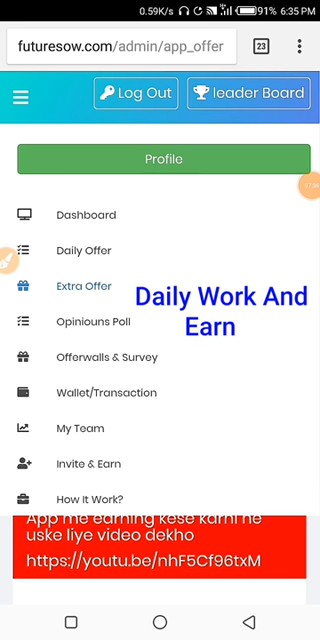 0.59K/s 91% 6:35 PM
futuresow.com/admin/app_offer 23
Log Out leader Board
Profile
Dashboard
Daily Offer
Extra Offer
Daily Work And
Earn
Opiniouns Poll
Offerwalls & Survey
Wallet/Transaction
My Team
Invite & Earn
How It Work?
App me earning kese karni he
uske liye video dekho
https://youtu.be/nhF5Cf96txM